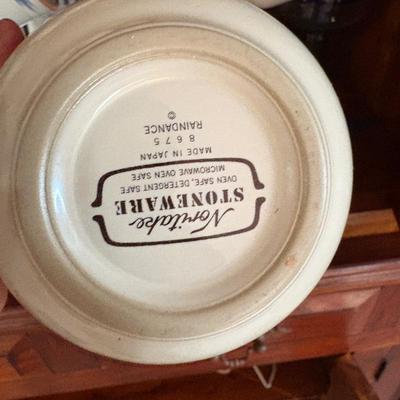 Noritake
STONEWARE
OVEN SAFE, DETERGENT SAFE
MICROWAVE OVEN SAFE
MADE IN JAPAN
8675
RAINDANCE
©